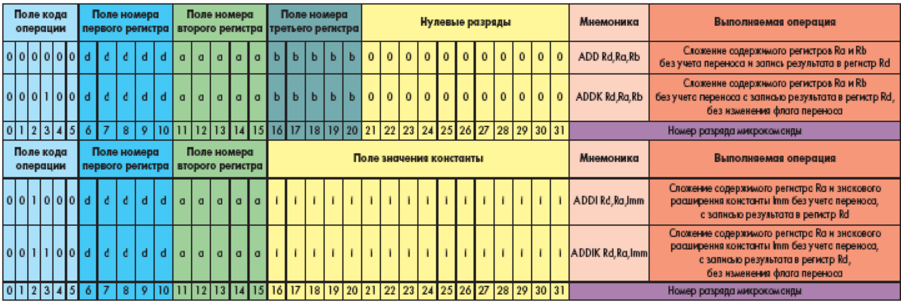 Поле кода операции
Поле номера первого регистра
Поле номера второго регистра
Поле номера третьего регистра
Нулевые разряды
Мнемоника
Выполняемая операция
0 0 0 0 0 0 d d d d d a a a a a b b b b b 0 0 0 0 0 0 0 0 0 0 0
ADD Rd,Ra,Rb
Сложение содержимого регистров Ra и Rb
без учета переноса и запись результата в регистр Rd
0 0 0 1 0 0 d d d d d a a a a a b b b b b 0 0 0 0 0 0 0 0 0 0 0
ADDK Rd,Ra,Rb
Сложение содержимого регистров Ra и Rb
без учета переноса с записью результата в регистр Rd,
без изменения флага переноса
0 1 2 3 4 5 6 7 8 9 10 11 12 13 14 15 16 17 18 19 20 21 22 23 24 25 26 27 28 29 30 31
Номер разряда микрокоманды
Поле кода операции
Поле номера первого регистра
Поле номера второго регистра
Поле значения константы
Мнемоника
Выполняемая операция
0 0 1 0 0 0 d d d d d a a a a a i i i i i i i i i i i i i i i i
ADDI Rd,Ra,Imm
Сложение содержимого регистра Ra и знакового
расширения константы Imm без учета переноса,
с записью результата в регистр Rd
0 0 1 1 0 0 d d d d d a a a a a i i i i i i i i i i i i i i i i
ADDIK Rd,Ra,Imm
Сложение содержимого регистра Ra и знакового
расширения константы Imm без учета переноса,
с записью результата в регистр Rd,
без изменения флага переноса
0 1 2 3 4 5 6 7 8 9 10 11 12 13 14 15 16 17 18 19 20 21 22 23 24 25 26 27 28 29 30 31
Номер разряда микрокоманды